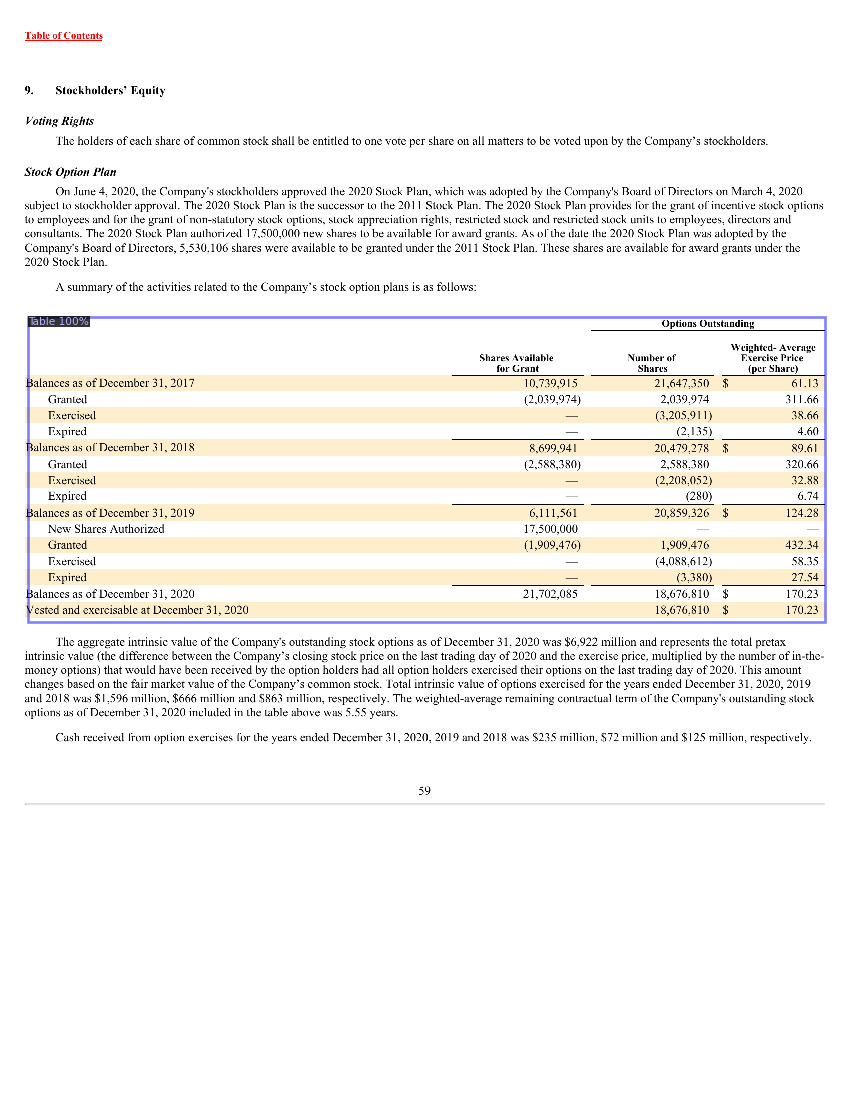 Table of Contents
9. Stockholders' Equity
Voting Rights
The holders of each share of common stock shall be entitled to one vote per share on all matters to be voted upon by the Company's stockholders.
Stock Option Plan
On June 4, 2020, the Company's stockholders approved the 2020 Stock Plan, which was adopted by the Company's Board of Directors on March 4, 2020
subject to stockholder approval. The 2020 Stock Plan is the successor to the 2011 Stock Plan. The 2020 Stock Plan provides for the grant of incentive stock options
to employees and for the grant of non-statutory stock options, stock appreciation rights, restricted stock and restricted stock units to employees, directors and
consultants. The 2020 Stock Plan authorized 17,500,000 new shares to be available for award grants. As of the date the 2020 Stock Plan was adopted by the
Company's Board of Directors, 5,530,106 shares were available to be granted under the 2011 Stock Plan. These shares are available for award grants under the
2020 Stock Plan.
A summary of the activities related to the Company's stock option plans is as follows:
Table 100%
Options Outstanding
Shares Available for Grant Number of Shares Weighted- Average Exercise Price (per Share)
Balances as of December 31, 2017 10,739,915 21,647,350 $ 61.13
Granted (2,039,974) 2,039,974 311.66
Exercised — (3,205,911) 38.66
Expired — (2,135) 4.60
Balances as of December 31, 2018 8,699,941 20,479,278 $ 89.61
Granted (2,588,380) 2,588,380 320.66
Exercised — (2,208,052) 32.88
Expired — (280) 6.74
Balances as of December 31, 2019 6,111,561 20,859,326 $ 124.28
New Shares Authorized 17,500,000 — —
Granted (1,909,476) 1,909,476 432.34
Exercised — (4,088,612) 58.35
Expired — (3,380) 27.54
Balances as of December 31, 2020 21,702,085 18,676,810 $ 170.23
Vested and exercisable at December 31, 2020 18,676,810 $ 170.23
The aggregate intrinsic value of the Company's outstanding stock options as of December 31, 2020 was $6,922 million and represents the total pretax
intrinsic value (the difference between the Company's closing stock price on the last trading day of 2020 and the exercise price, multiplied by the number of in-the-
money options) that would have been received by the option holders had all option holders exercised their options on the last trading day of 2020. This amount
changes based on the fair market value of the Company's common stock. Total intrinsic value of options exercised for the years ended December 31, 2020, 2019
and 2018 was $1,596 million, $666 million and $863 million, respectively. The weighted-average remaining contractual term of the Company's outstanding stock
options as of December 31, 2020 included in the table above was 5.55 years.
Cash received from option exercises for the years ended December 31, 2020, 2019 and 2018 was $235 million, $72 million and $125 million, respectively.
59